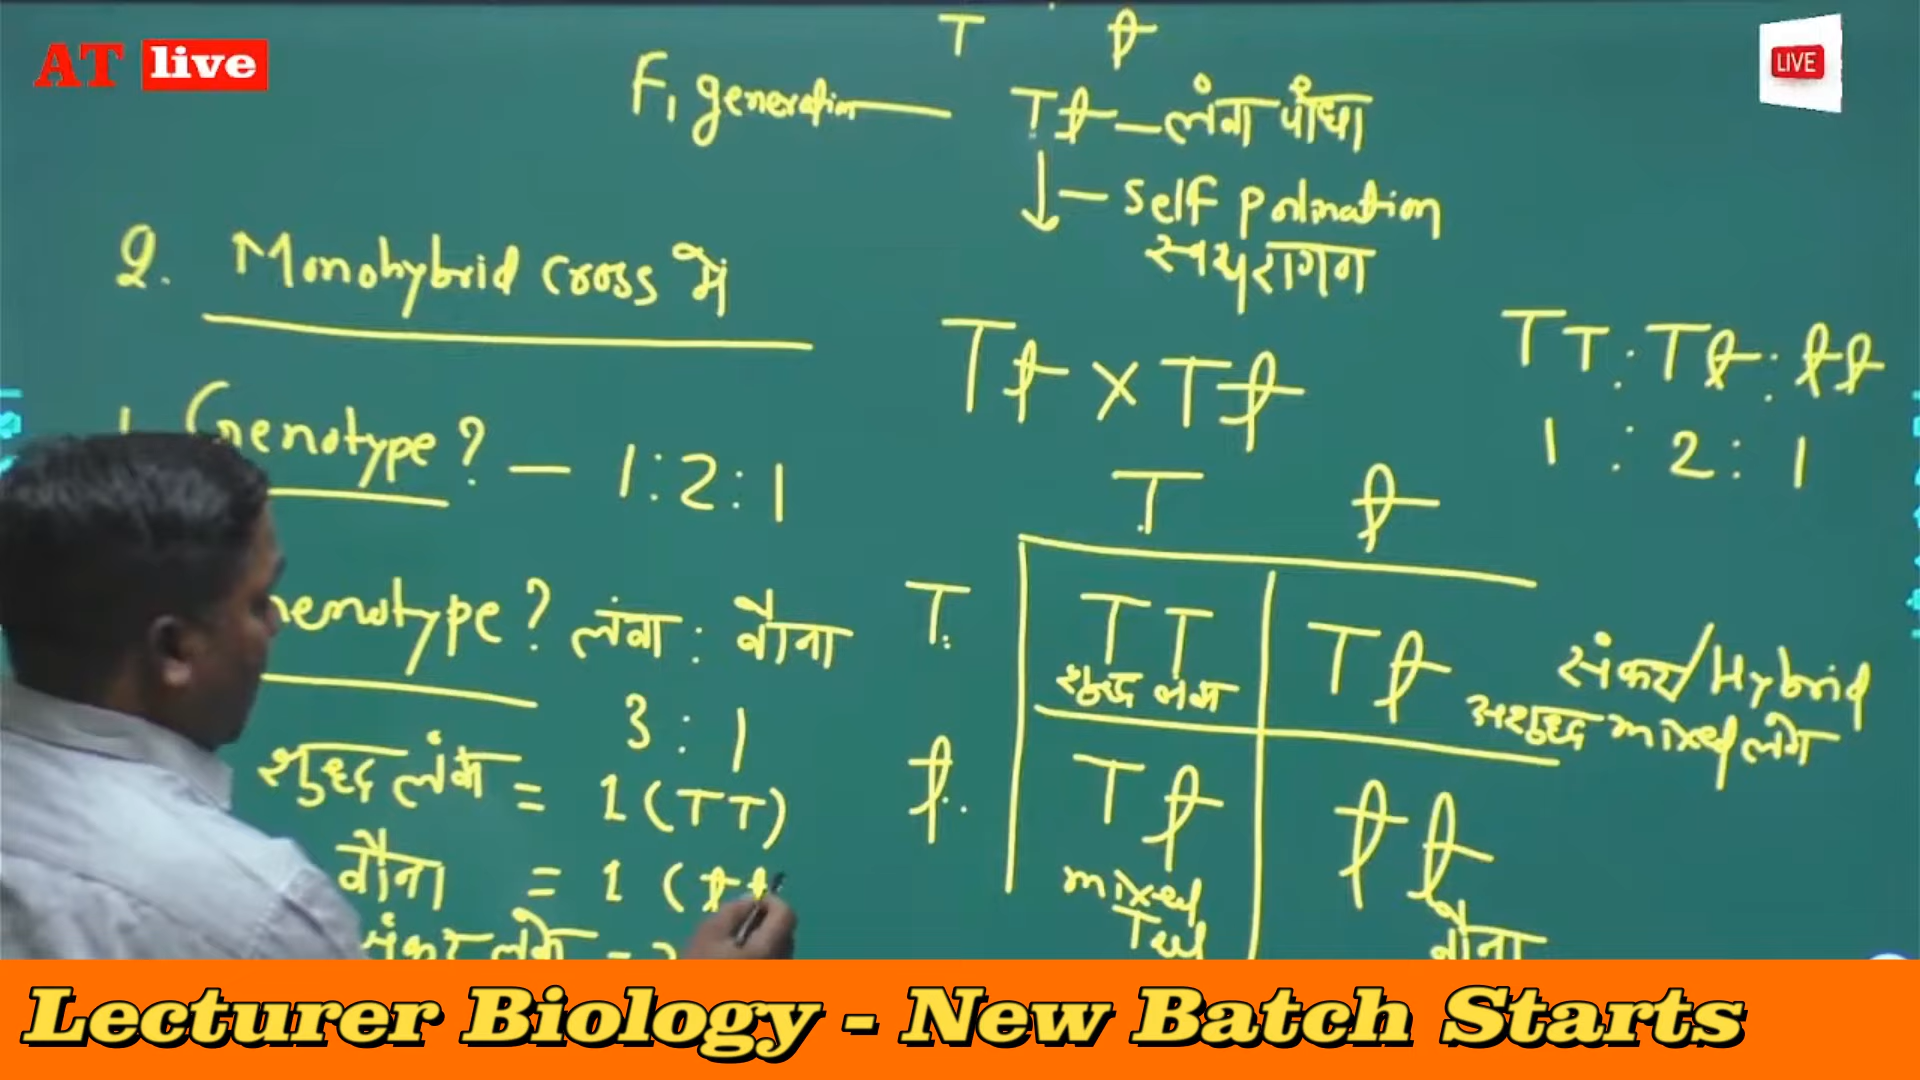 AT live
LIVE
T t
F₁ generation — Tt — लंबा पौधा
↓ — Self
स्वपरागण
2. Monohybrid Cross में
Tt × Tt
TT : Tt : tt
1 : 2 : 1
Genotype? — 1:2:1
T t
henotype? लंबा : बौना
3 : 1
T
TT
शुद्ध लंबा
Tt
संकर/Hybrid
अशुद्ध mixed लंबा
शुद्ध लंबे = 1 (TT)
बौना = 1 (tt
संकर लंबे =
t
Tt
mixed
Tall
tt
बौना
Lecturer Biology - New Batch Starts